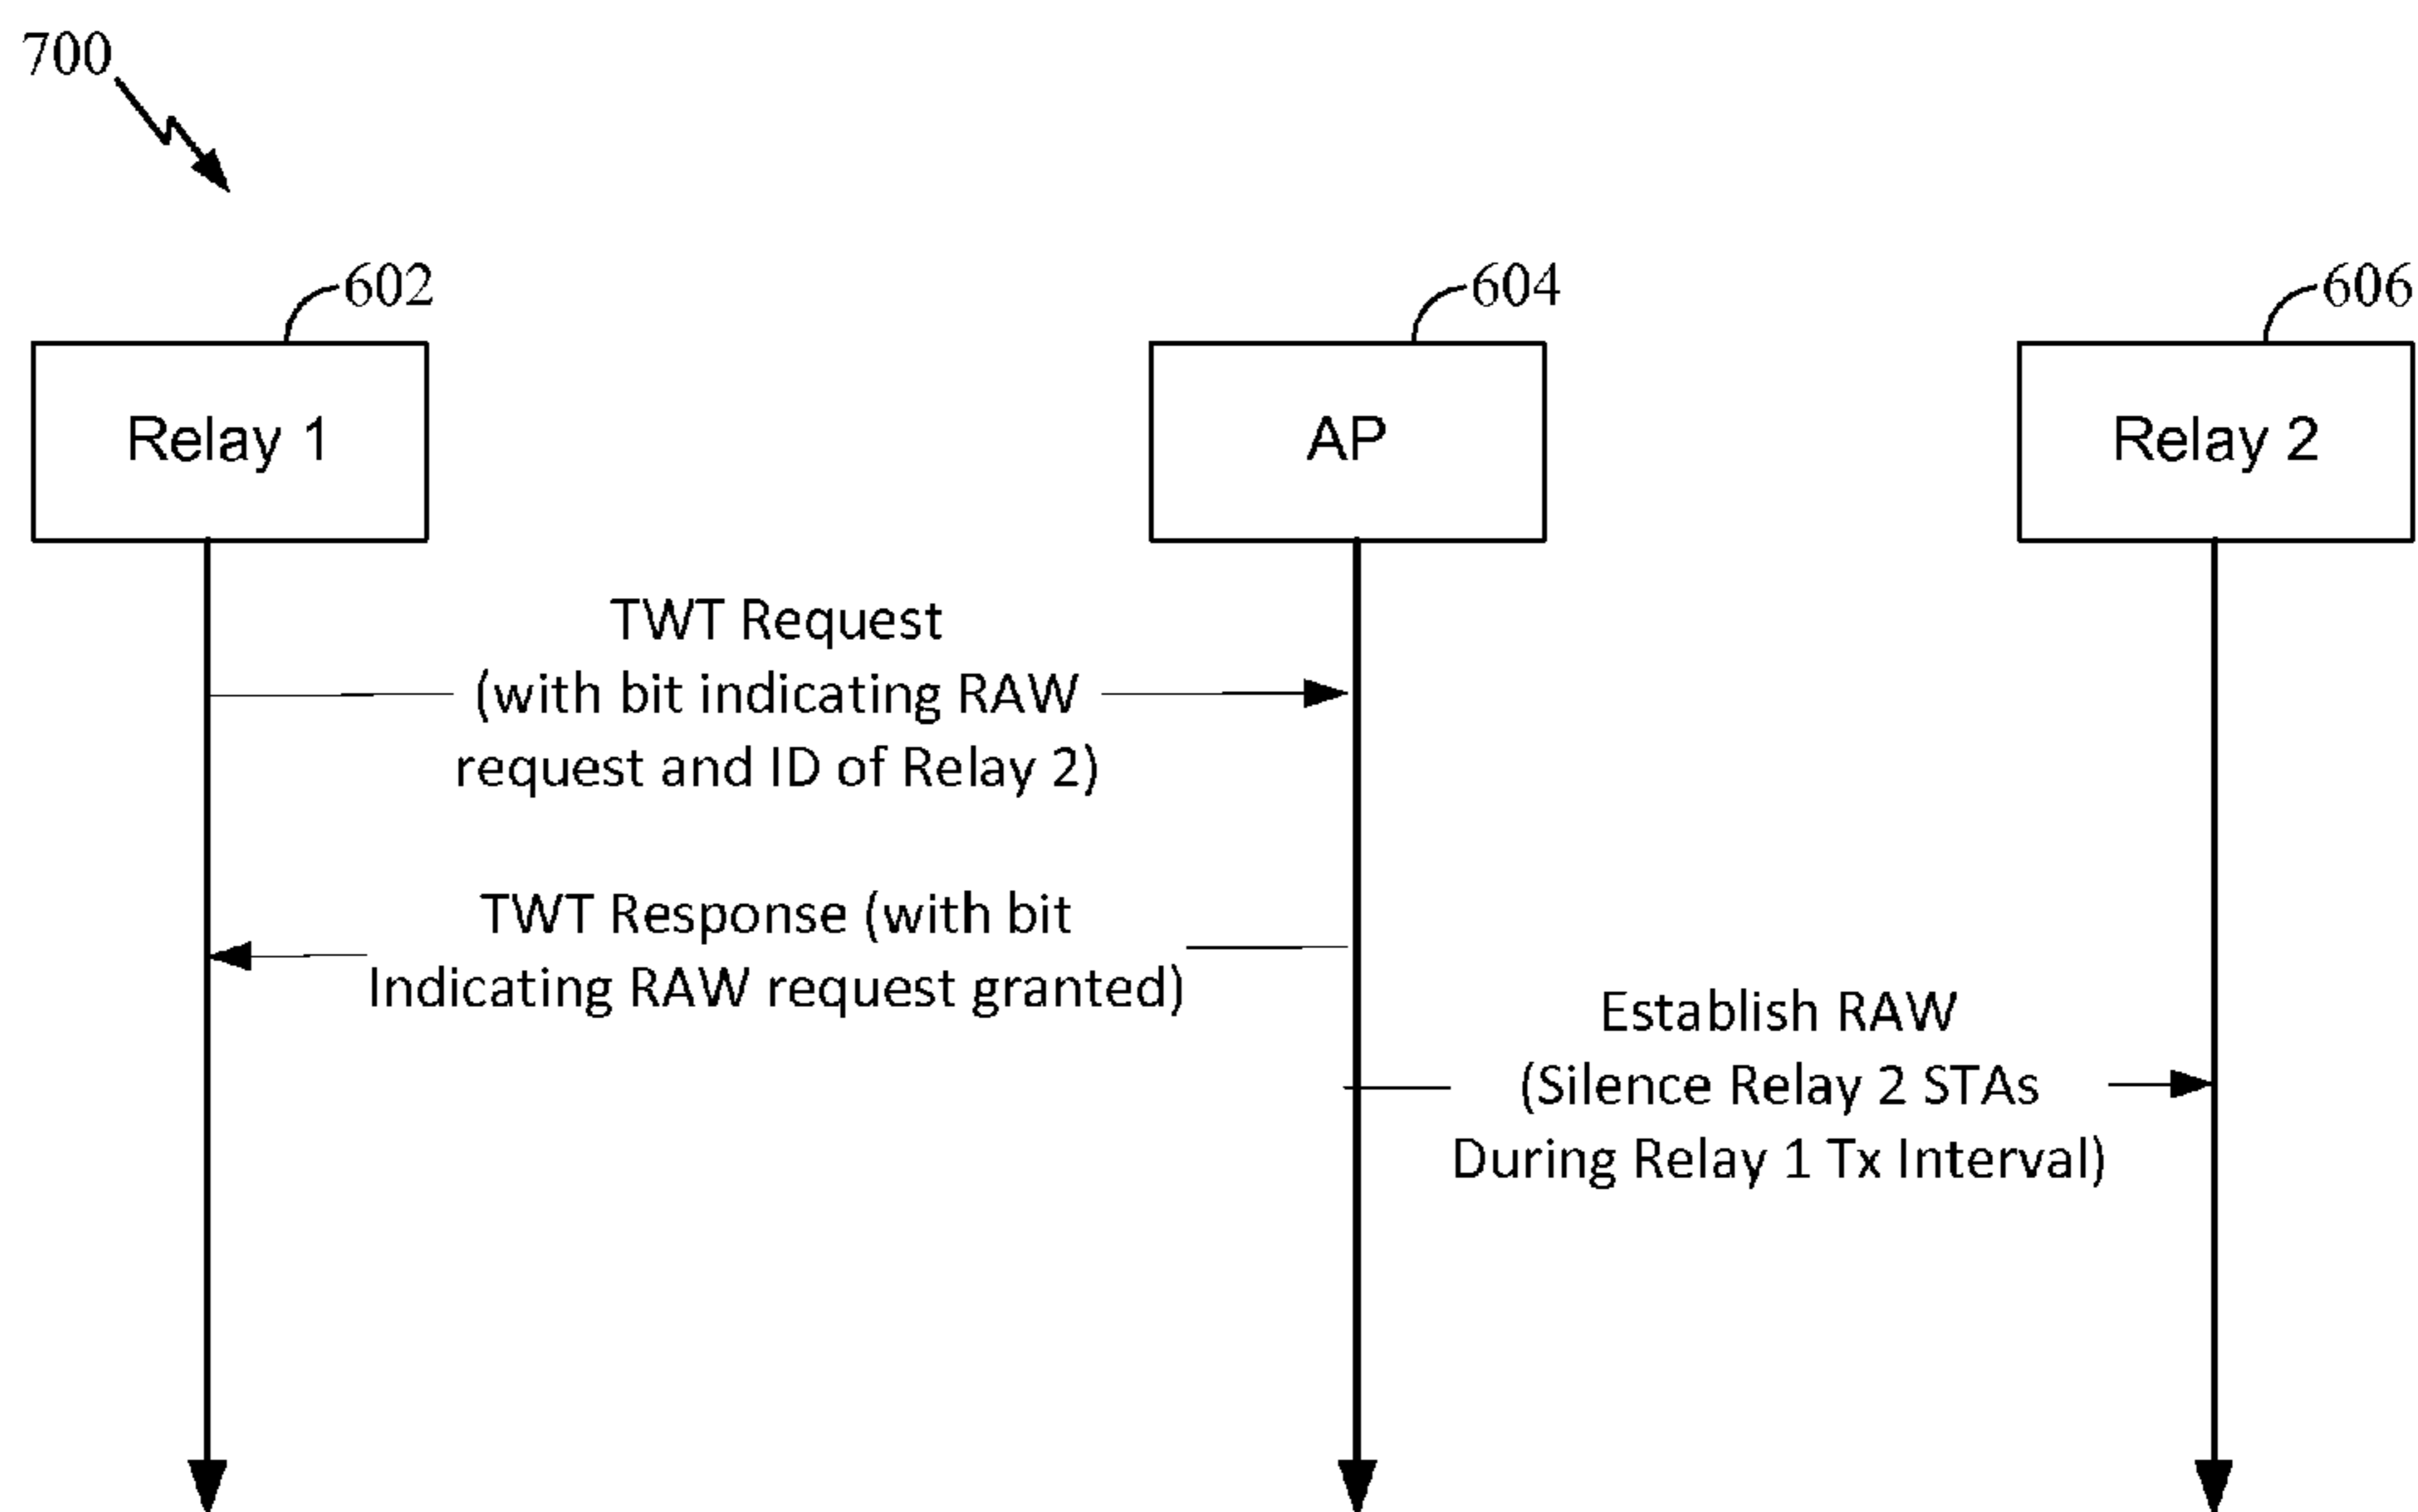 700
602
604
606
Relay 1
AP
Relay 2
TWT Request
(with bit indicating RAW
request and ID of Relay 2)
TWT Response (with bit
Indicating RAW request granted)
Establish RAW
(Silence Relay 2 STAs
During Relay 1 Tx Interval)